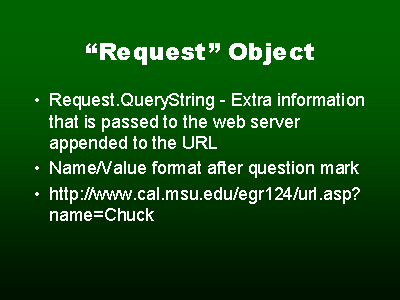 “Request” Object
• Request.QueryString - Extra information
that is passed to the web server
appended to the URL
• Name/Value format after question mark
• http://www.cal.msu.edu/egr124/url.asp?
name=Chuck